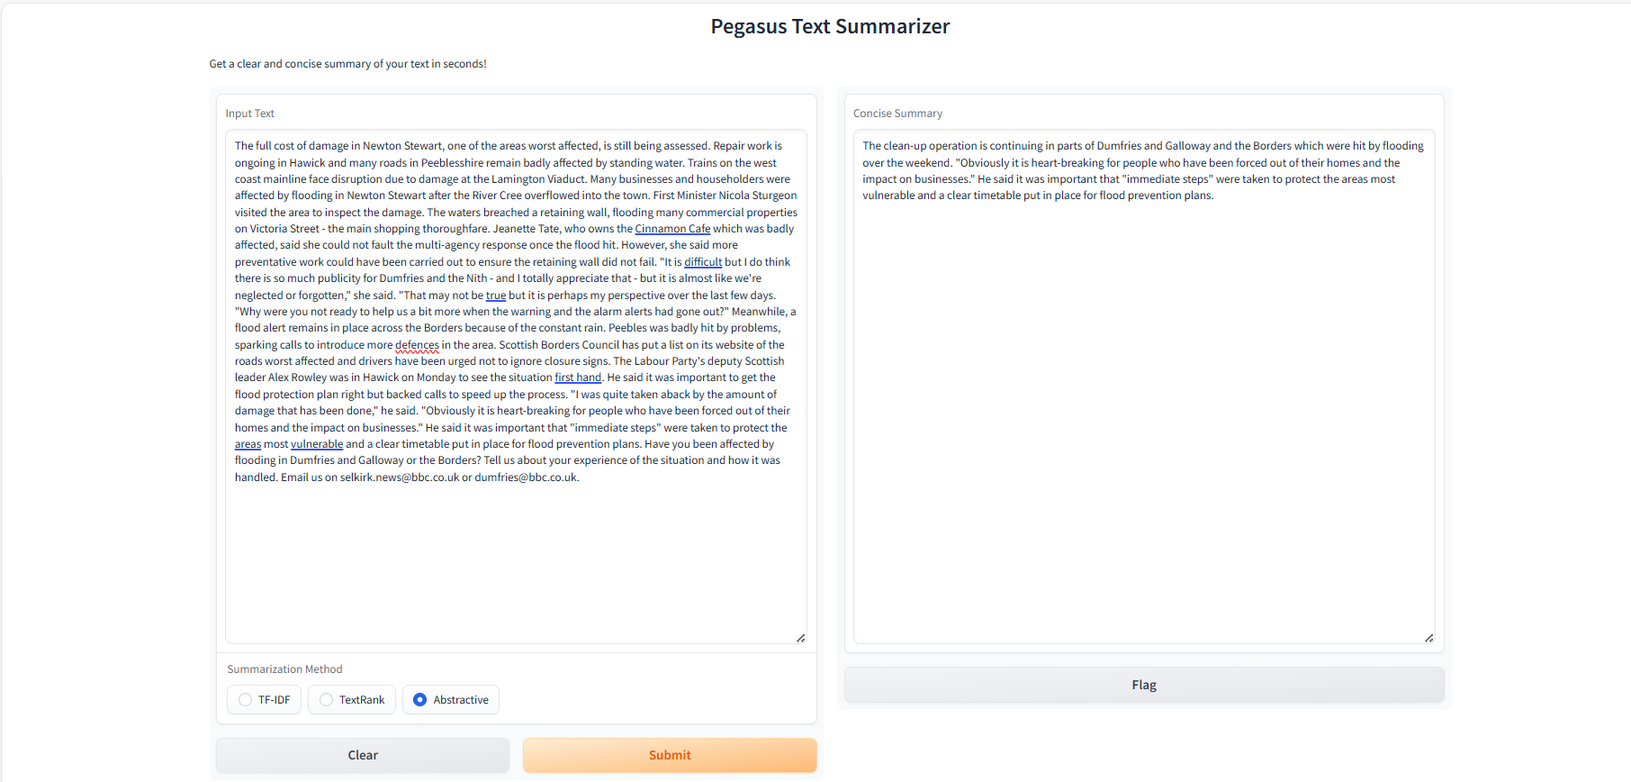 Pegasus Text Summarizer
Get a clear and concise summary of your text in seconds!
Input Text
The full cost of damage in Newton Stewart, one of the areas worst affected, is still being assessed. Repair work is
ongoing in Hawick and many roads in Peeblesshire remain badly affected by standing water. Trains on the west
coast mainline face disruption due to damage at the Lamington Viaduct. Many businesses and householders were
affected by flooding in Newton Stewart after the River Cree overflowed into the town. First Minister Nicola Sturgeon
visited the area to inspect the damage. The waters breached a retaining wall, flooding many commercial properties
on Victoria Street - the main shopping thoroughfare. Jeanette Tate, who owns the Cinnamon Cafe which was badly
affected, said she could not fault the multi-agency response once the flood hit. However, she said more
preventative work could have been carried out to ensure the retaining wall did not fail. "It is difficult but I do think
there is so much publicity for Dumfries and the Nith - and I totally appreciate that - but it is almost like we're
neglected or forgotten," she said. "That may not be true but it is perhaps my perspective over the last few days.
"Why were you not ready to help us a bit more when the warning and the alarm alerts had gone out?" Meanwhile, a
flood alert remains in place across the Borders because of the constant rain. Peebles was badly hit by problems,
sparking calls to introduce more defences in the area. Scottish Borders Council has put a list on its website of the
roads worst affected and drivers have been urged not to ignore closure signs. The Labour Party's deputy Scottish
leader Alex Rowley was in Hawick on Monday to see the situation first hand. He said it was important to get the
flood protection plan right but backed calls to speed up the process. "I was quite taken aback by the amount of
damage that has been done," he said. "Obviously it is heart-breaking for people who have been forced out of their
homes and the impact on businesses." He said it was important that "immediate steps" were taken to protect the
areas most vulnerable and a clear timetable put in place for flood prevention plans. Have you been affected by
flooding in Dumfries and Galloway or the Borders? Tell us about your experience of the situation and how it was
handled. Email us on selkirk.news@bbc.co.uk or dumfries@bbc.co.uk.
Summarization Method
TF-IDF
TextRank
Abstractive
Clear
Submit
Concise Summary
The clean-up operation is continuing in parts of Dumfries and Galloway and the Borders which were hit by flooding
over the weekend. "Obviously it is heart-breaking for people who have been forced out of their homes and the
impact on businesses." He said it was important that "immediate steps" were taken to protect the areas most
vulnerable and a clear timetable put in place for flood prevention plans.
Flag